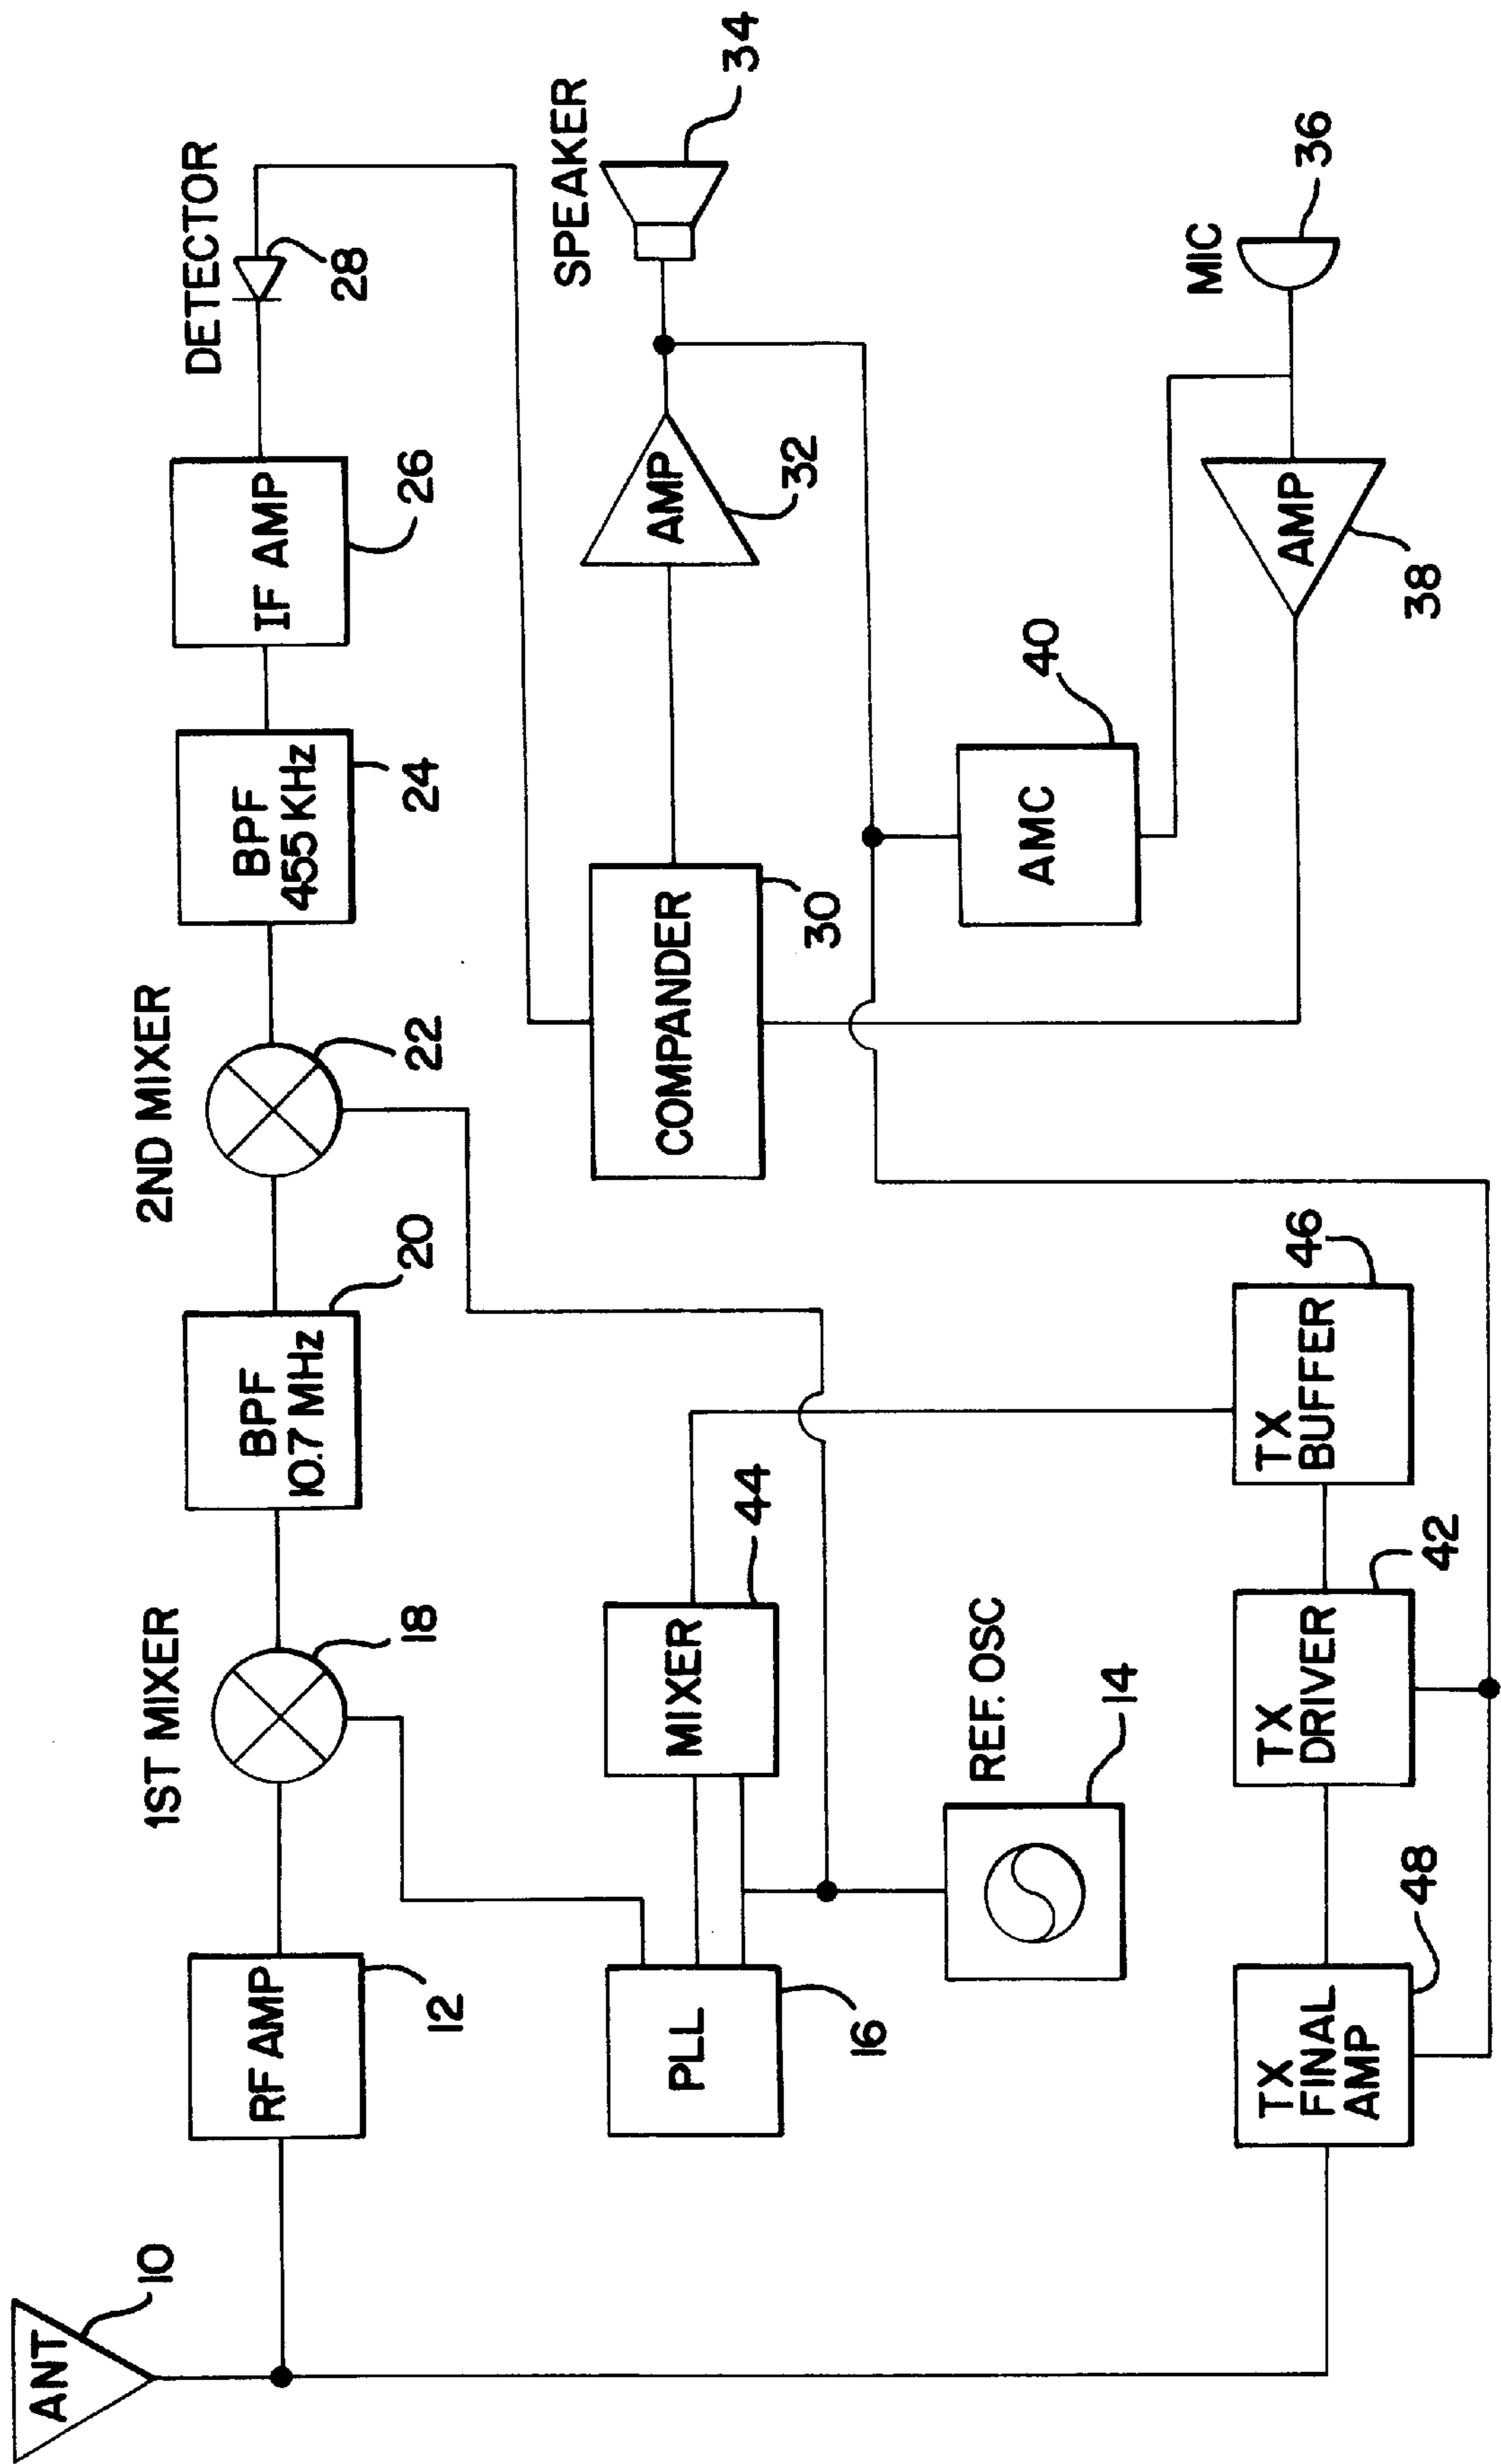 ANT
10
RF AMP
12
1ST MIXER
18
BPF
10.7 MHz
20
2ND MIXER
22
BPF
455 KHz
24
IF AMP
26
DETECTOR
28
PLL
16
MIXER
44
REF. OSC
14
COMPANDER
30
AMP
32
SPEAKER
34
AMC
40
MIC
36
AMP
38
TX
FINAL
AMP
48
TX
DRIVER
42
TX
BUFFER
46